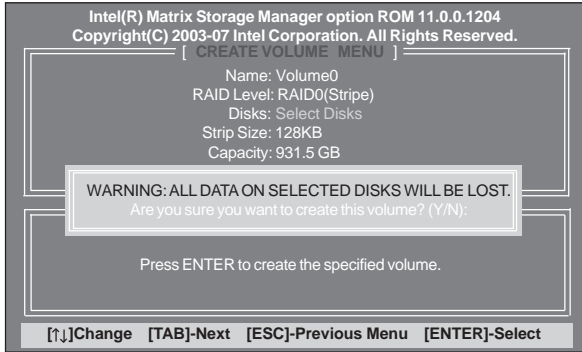 Intel(R) Matrix Storage Manager option ROM 11.0.0.1204
Copyright(C) 2003-07 Intel Corporation. All Rights Reserved.
[ CREATE VOLUME MENU ]
Name: Volume0
RAID Level: RAID0(Stripe)
Disks: Select Disks
Strip Size: 128KB
Capacity: 931.5 GB
WARNING: ALL DATA ON SELECTED DISKS WILL BE LOST.
Are you sure you want to create this volume? (Y/N):
Press ENTER to create the specified volume.
[↑↓]Change [TAB]-Next [ESC]-Previous Menu [ENTER]-Select